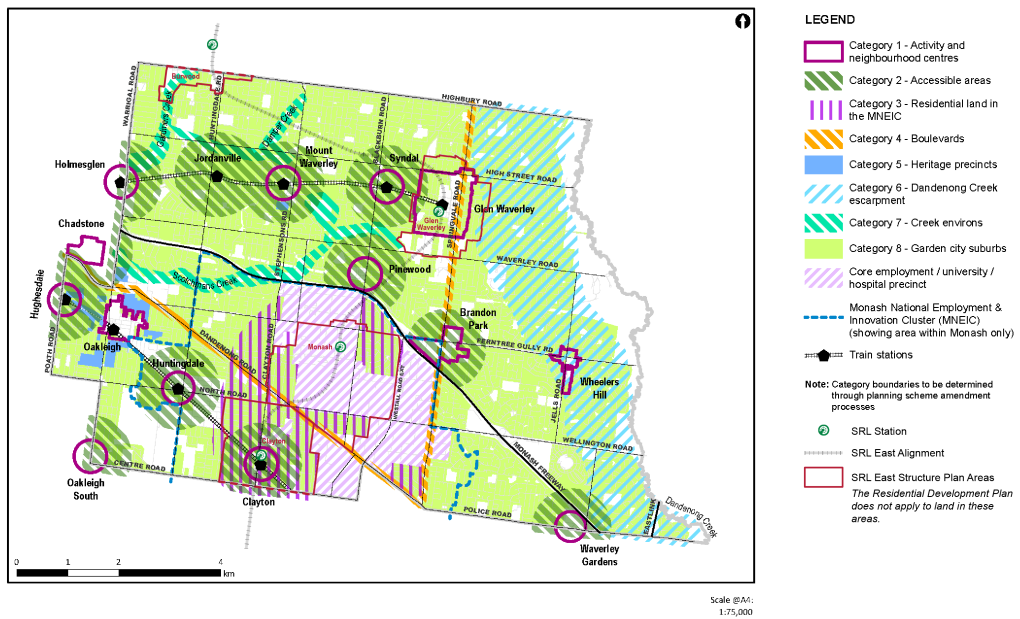 Burwood
WARRIGAL ROAD
HUNTINGDALE RD
HIGHBURY ROAD
Gardiners Creek
Damper Creek
BLACKBURN ROAD
Holmesglen
Jordanville
Mount
Waverley
Syndal
HIGH STREET ROAD
Glen Waverley
Glen
Waverley
SPRINGVALE ROAD
Chadstone
STEPHENSONS RD
WAVERLEY ROAD
Pinewood
Scotchmans Creek
Hughesdale
Brandon
Park
Oakleigh
DANDENONG ROAD
CLAYTON ROAD
Monash
FERNTREE GULLY RD
POATH ROAD
Huntingdale
WESTALL ROAD EXT
Wheelers
Hill
NORTH ROAD
JELLS ROAD
Clayton
WELLINGTON ROAD
MONASH FREEWAY
CENTRE ROAD
Oakleigh
South
Clayton
POLICE ROAD
EASTLINK
Dandenong Creek
Waverley
Gardens
0 1 2 4
km
Scale @A4:
1:75,000
LEGEND
Category 1 - Activity and
neighbourhood centres
Category 2 - Accessible areas
Category 3 - Residential land in
the MNEIC
Category 4 - Boulevards
Category 5 - Heritage precincts
Category 6 - Dandenong Creek
escarpment
Category 7 - Creek environs
Category 8 - Garden city suburbs
Core employment / university /
hospital precinct
Monash National Employment &
Innovation Cluster (MNEIC)
(showing area within Monash only)
Train stations
Note: Category boundaries to be determined
through planning scheme amendment
processes
SRL Station
SRL East Alignment
SRL East Structure Plan Areas
The Residential Development Plan
does not apply to land in these
areas.